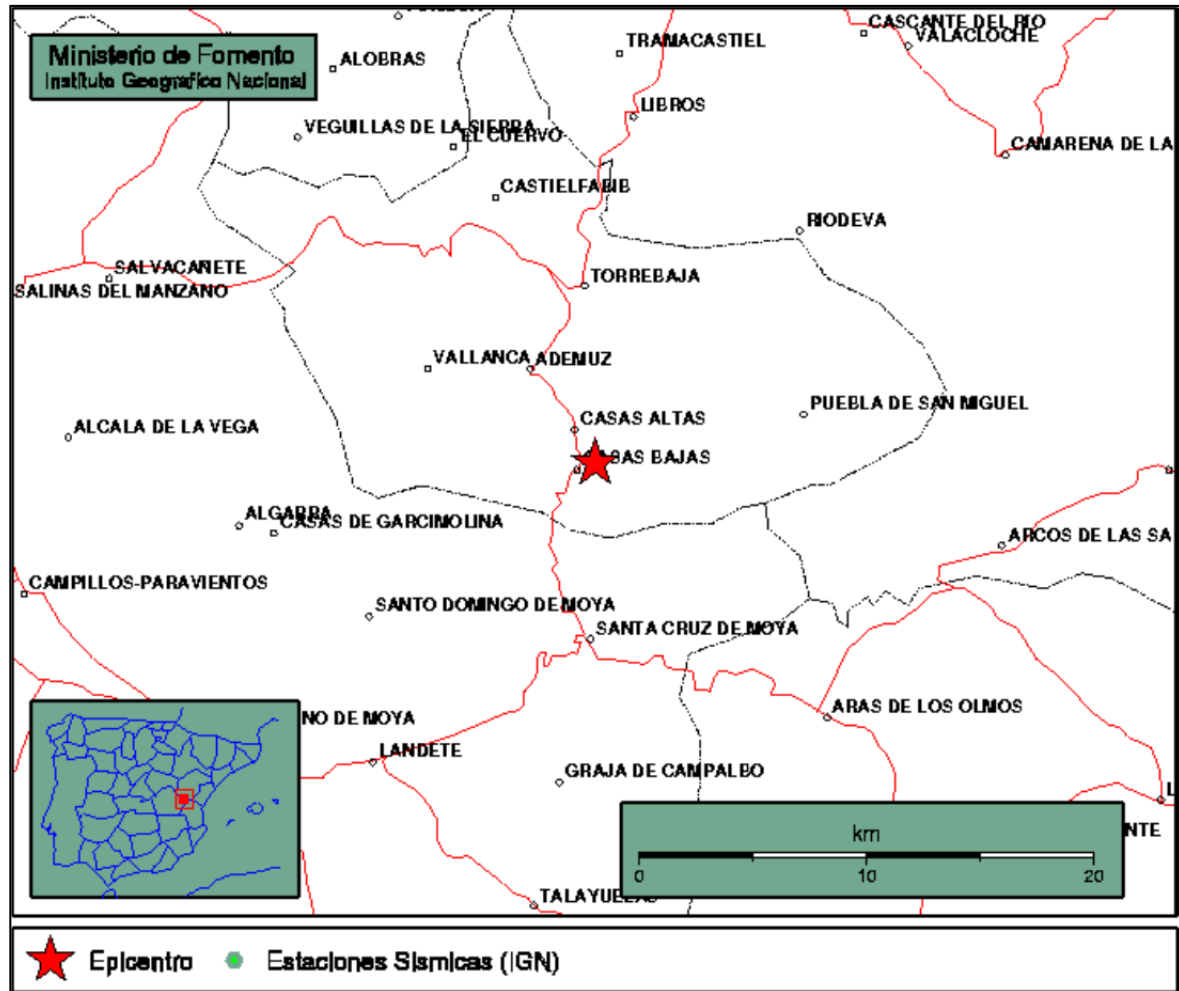 CASCANTE DEL RIO
VALACLOCHE
Ministerio de Fomento
Instituto Geografico Nacional
TRAMACASTIEL
ALOBRAS
LIBROS
VEGUILLAS DE LA SIERRA
EL CUERVO
CAMARENA DE LA
CASTIELFABIB
RIODEVA
SALVACAÑETE
TORREBAJA
SALINAS DEL MANZANO
VALLANCA
ADEMUZ
CASAS ALTAS
PUEBLA DE SAN MIGUEL
ALCALA DE LA VEGA
BAJAS
ALGARRA
CASAS DE GARCIMOLINA
ARCOS DE LAS SA
CAMPILLOS-PARAVIENTOS
SANTO DOMINGO DE MOYA
SANTA CRUZ DE MOYA
NO DE MOYA
ARAS DE LOS OLMOS
LANDETE
GRAJA DE CAMPALBO
L
km
NTE
0 10 20
Epicentro
Estaciones Sismicas (IGN)